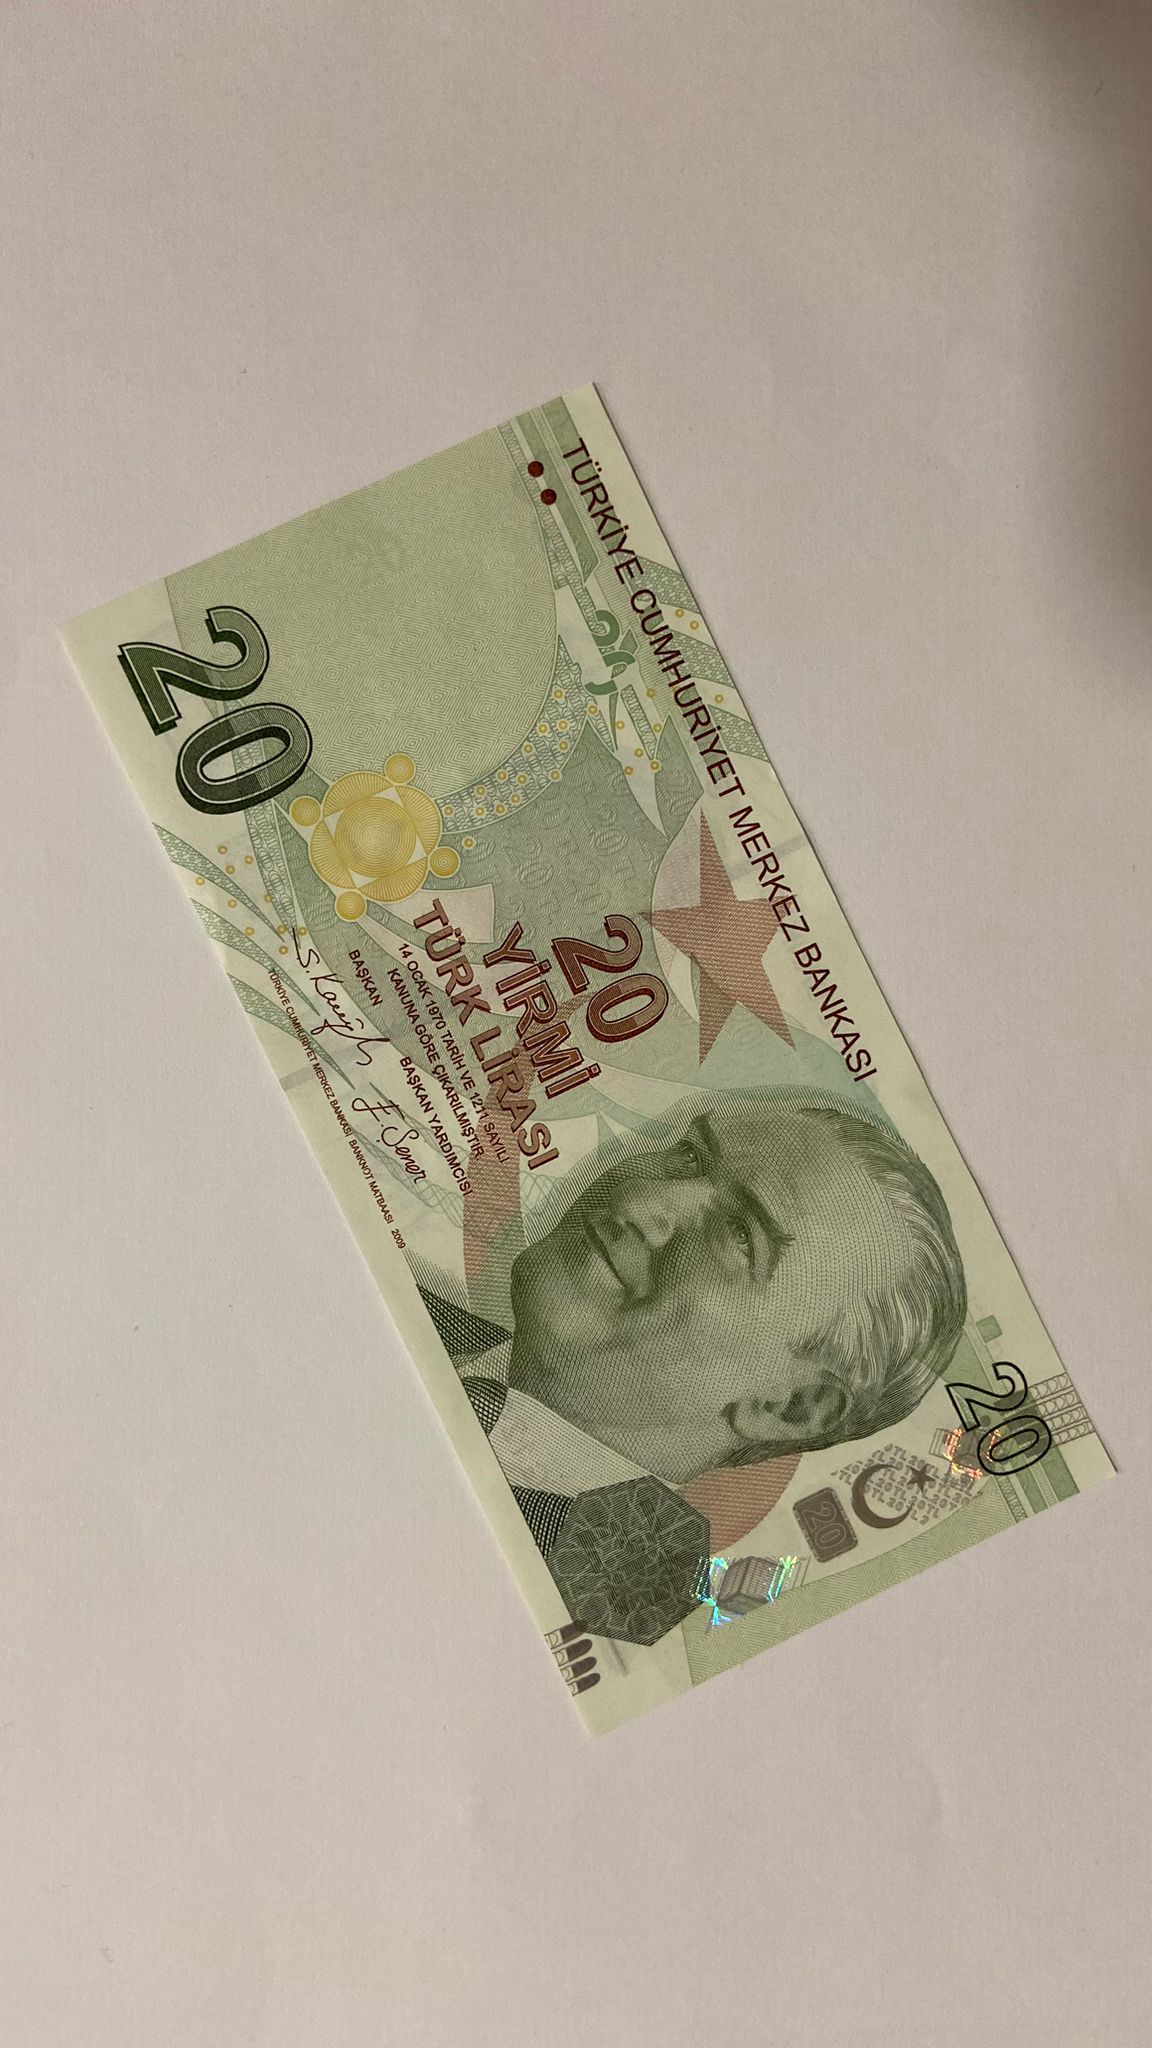 TÜRKİYE CUMHURİYET MERKEZ BANKASI
20
20
YİRMİ
TÜRK LİRASI
14 OCAK 1970 TARİH VE 1211 SAYILI
KANUNA GÖRE ÇIKARILMIŞTIR.
BAŞKAN
BAŞKAN YARDIMCISI
E. Şener
TÜRKİYE CUMHURİYET MERKEZ BANKASI BANKNOT MATBAASI 2009
20
20